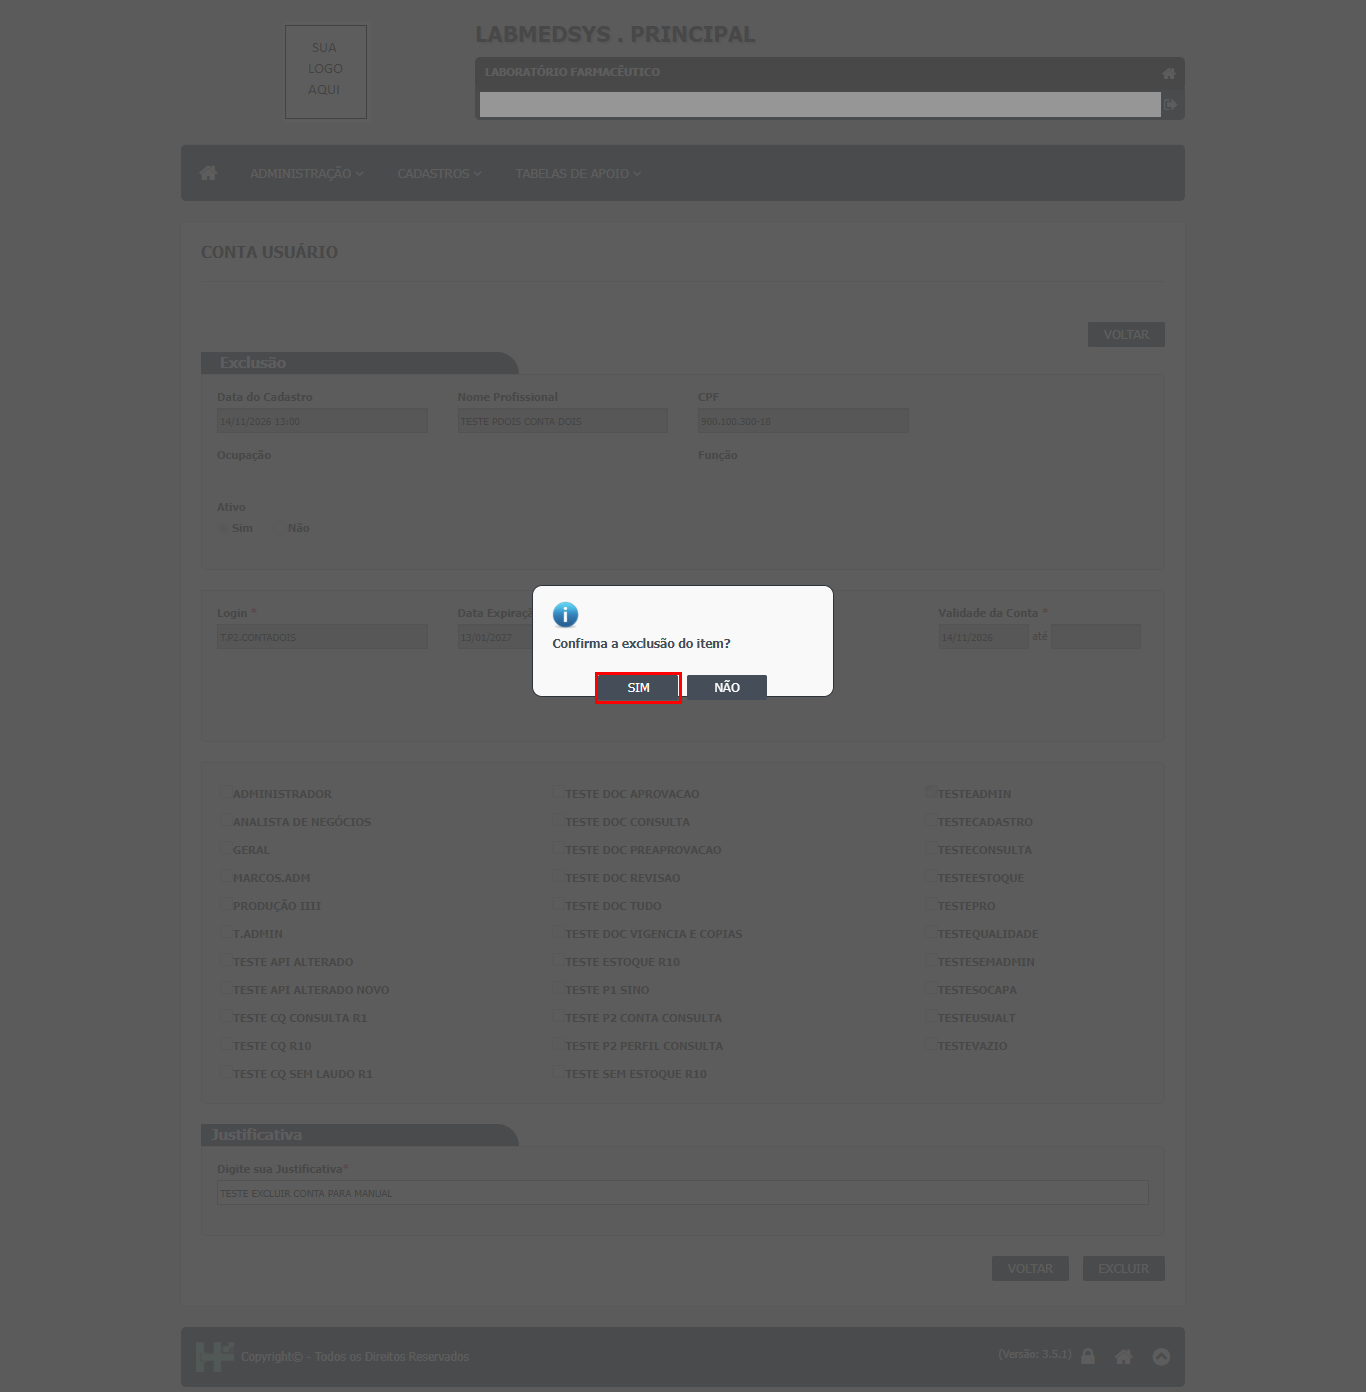 SUA
LOGO
AQUI
LABMEDSYS . PRINCIPAL
LABORATÓRIO FARMACÊUTICO
ADMINISTRAÇÃO CADASTROS TABELAS DE APOIO
CONTA USUÁRIO
VOLTAR
Exclusão
Data do Cadastro Nome Profissional CPF
14/11/2026 13:00 TESTE PDOIS CONTA DOIS 900.100.300-18
Ocupação Função
Ativo
Sim Não
Login * Data Expiraçã Validade da Conta *
T.P2.CONTADOIS 13/01/2027 14/11/2026 até
Confirma a exclusão do item?
SIM NÃO
ADMINISTRADOR TESTE DOC APROVACAO TESTEADMIN
ANALISTA DE NEGÓCIOS TESTE DOC CONSULTA TESTECADASTRO
GERAL TESTE DOC PREAPROVACAO TESTECONSULTA
MARCOS.ADM TESTE DOC REVISAO TESTEESTOQUE
PRODUÇÃO IIII TESTE DOC TUDO TESTEPRO
T.ADMIN TESTE DOC VIGENCIA E COPIAS TESTEQUALIDADE
TESTE API ALTERADO TESTE ESTOQUE R10 TESTESEMADMIN
TESTE API ALTERADO NOVO TESTE P1 SINO TESTESOCAPA
TESTE CQ CONSULTA R1 TESTE P2 CONTA CONSULTA TESTEUSUALT
TESTE CQ R10 TESTE P2 PERFIL CONSULTA TESTEVAZIO
TESTE CQ SEM LAUDO R1 TESTE SEM ESTOQUE R10
Justificativa
Digite sua Justificativa*
TESTE EXCLUIR CONTA PARA MANUAL
VOLTAR EXCLUIR
Copyright© - Todos os Direitos Reservados (Versão: 3.5.1)